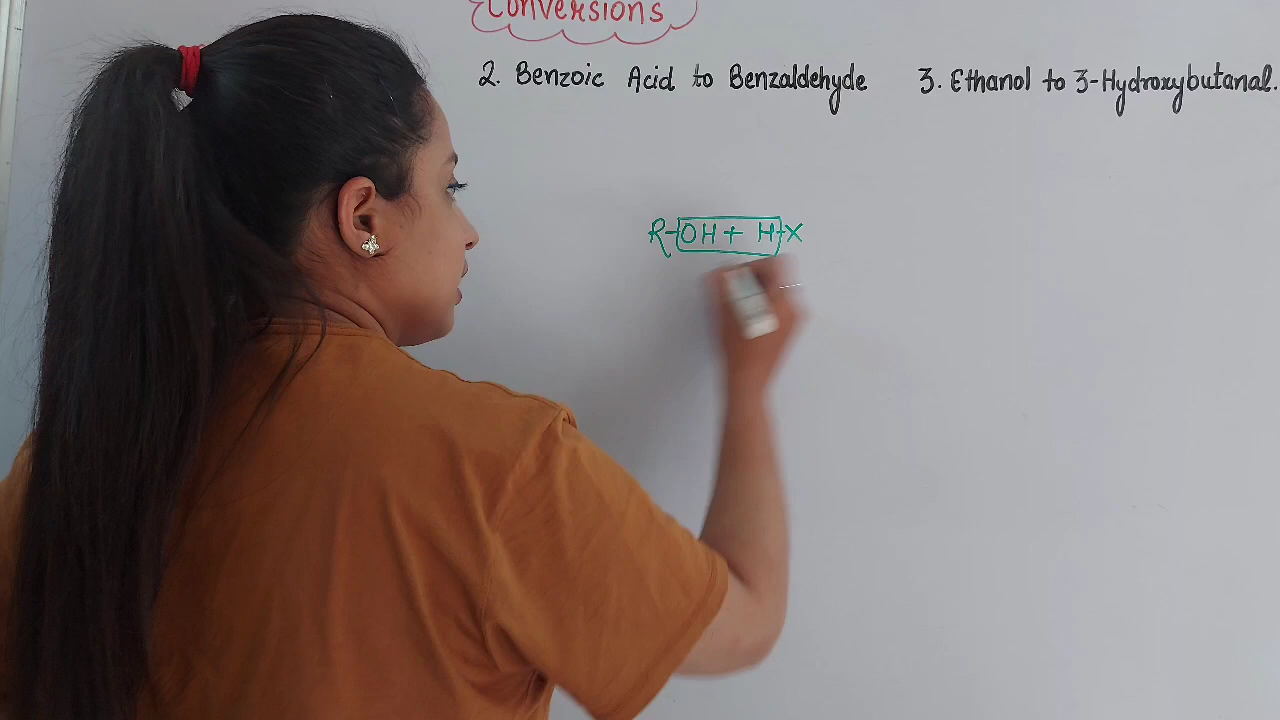 Conversions
2. Benzoic Acid to Benzaldehyde 3. Ethanol to 3-Hydroxybutanal.
R-OH + H-X